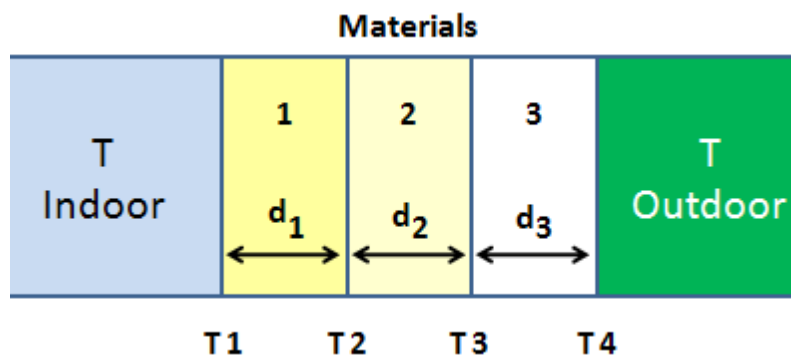 Materials
1 2 3
T
Indoor
T
Outdoor
d1 d2 d3
T1 T2 T3 T4